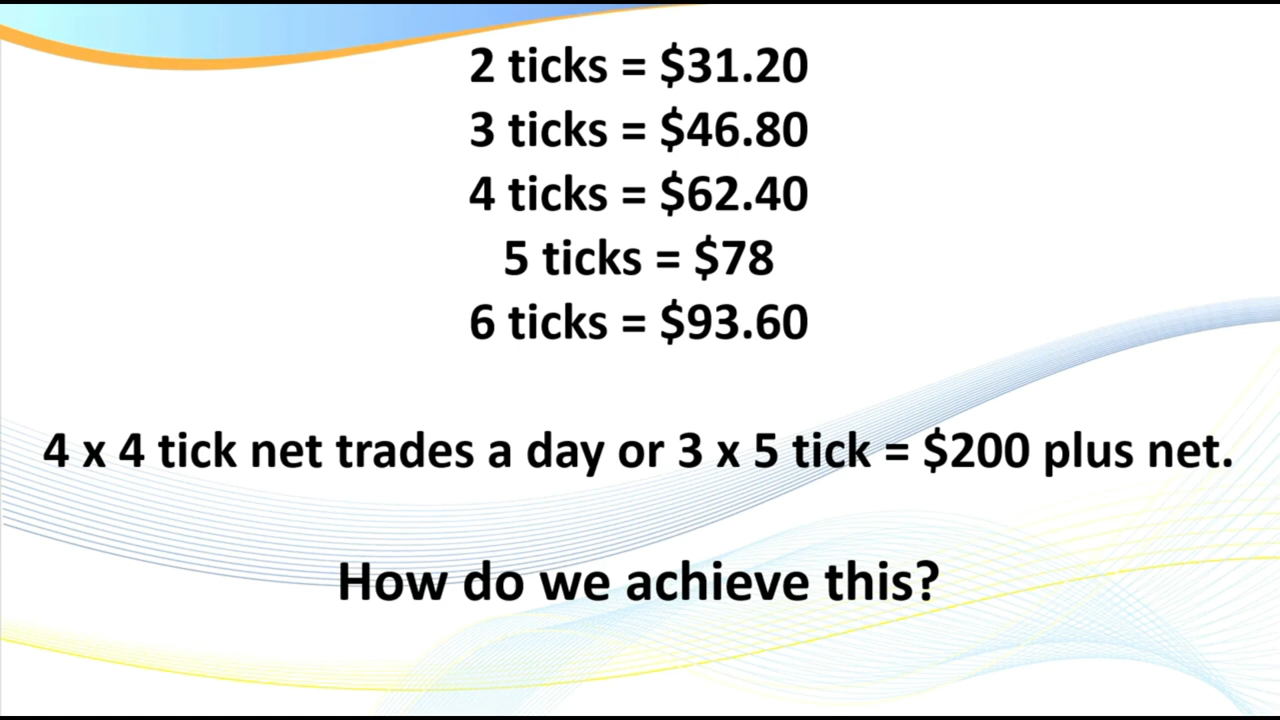 2 ticks = $31.20
3 ticks = $46.80
4 ticks = $62.40
5 ticks = $78
6 ticks = $93.60
4 x 4 tick net trades a day or 3 x 5 tick = $200 plus net.
How do we achieve this?